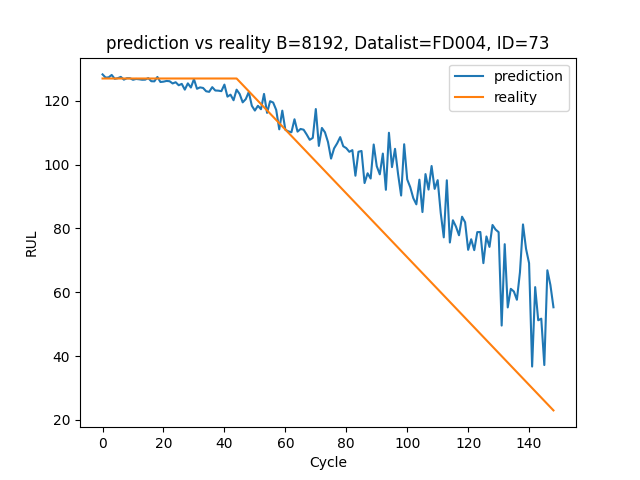 prediction vs reality B=8192, Datalist=FD004, ID=73
prediction
reality
RUL
120
100
80
60
40
20
0 20 40 60 80 100 120 140
Cycle